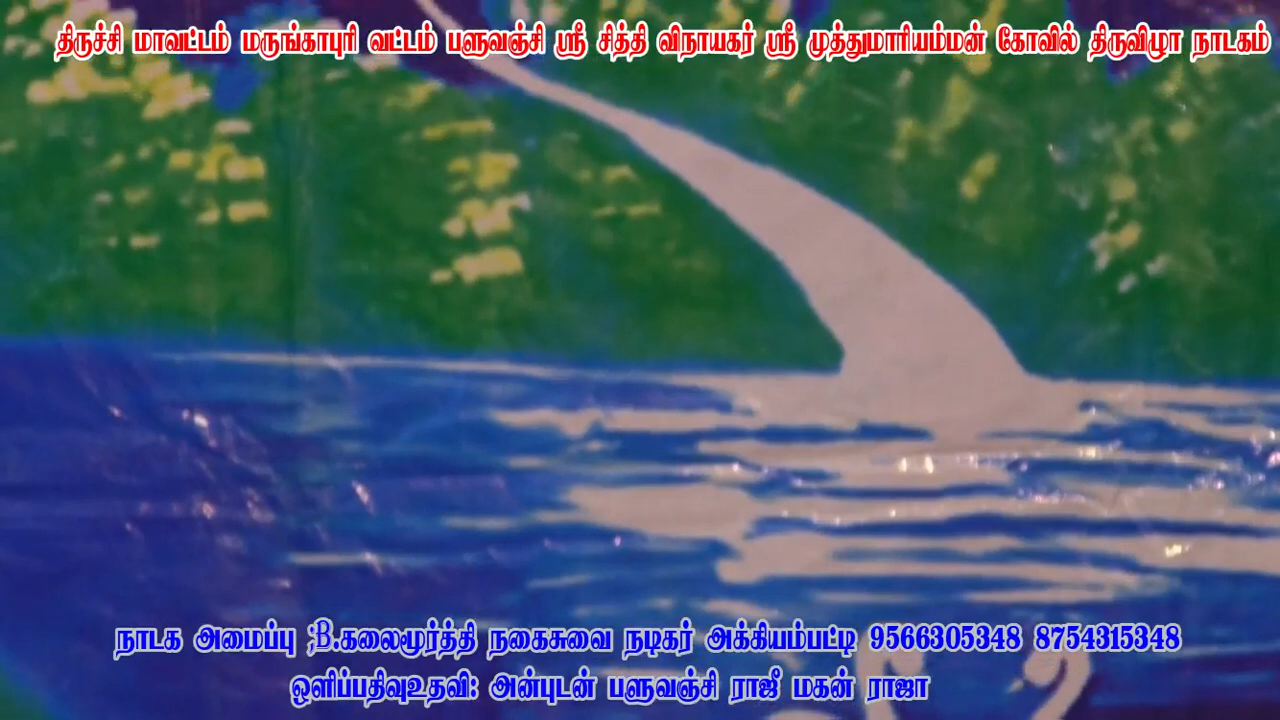 திருச்சி மாவட்டம் மருங்காபுரி வட்டம் பளுவஞ்சி ஸ்ரீ சித்தி விநாயகர் ஸ்ரீ முத்துமாரியம்மன் கோவில் திருவிழா நாடகம்
நாடக அமைப்பு ;B.கலைமூர்த்தி நகைசுவை நடிகர் அக்கியம்பட்டி 9566305348 8754315348
ஒளிப்பதிவுஉதவி: அன்புடன் பளுவஞ்சி ராஜீ மகன் ராஜா